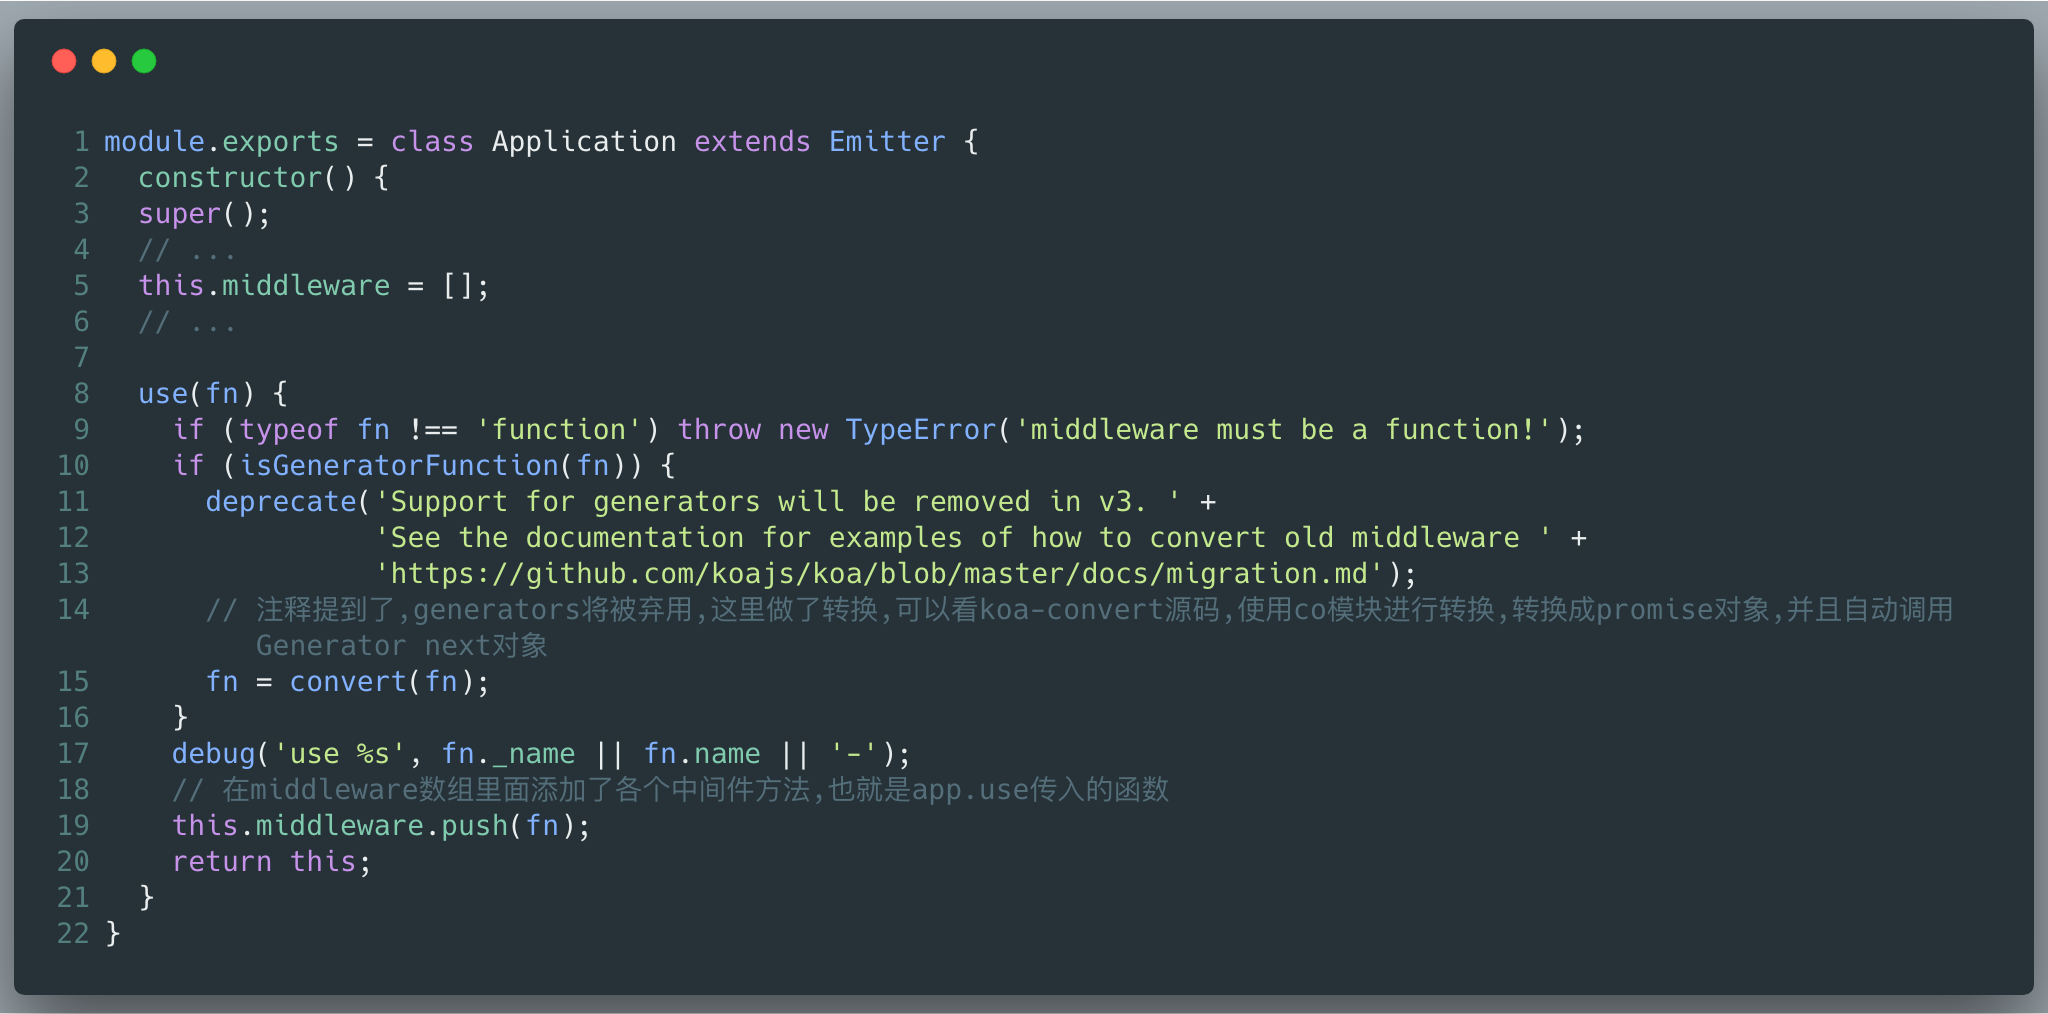 1 module.exports = class Application extends Emitter {
2   constructor() {
3   super();
4   // ...
5   this.middleware = [];
6   // ...
7
8   use(fn) {
9     if (typeof fn !== 'function') throw new TypeError('middleware must be a function!');
10     if (isGeneratorFunction(fn)) {
11       deprecate('Support for generators will be removed in v3. ' +
12                 'See the documentation for examples of how to convert old middleware ' +
13                 'https://github.com/koajs/koa/blob/master/docs/migration.md');
14       // 注释提到了,generators将被弃用,这里做了转换,可以看koa-convert源码,使用co模块进行转换,转换成promise对象,并且自动调用
Generator next对象
15       fn = convert(fn);
16     }
17     debug('use %s', fn._name || fn.name || '-');
18     // 在middleware数组里面添加了各个中间件方法,也就是app.use传入的函数
19     this.middleware.push(fn);
20     return this;
21   }
22 }